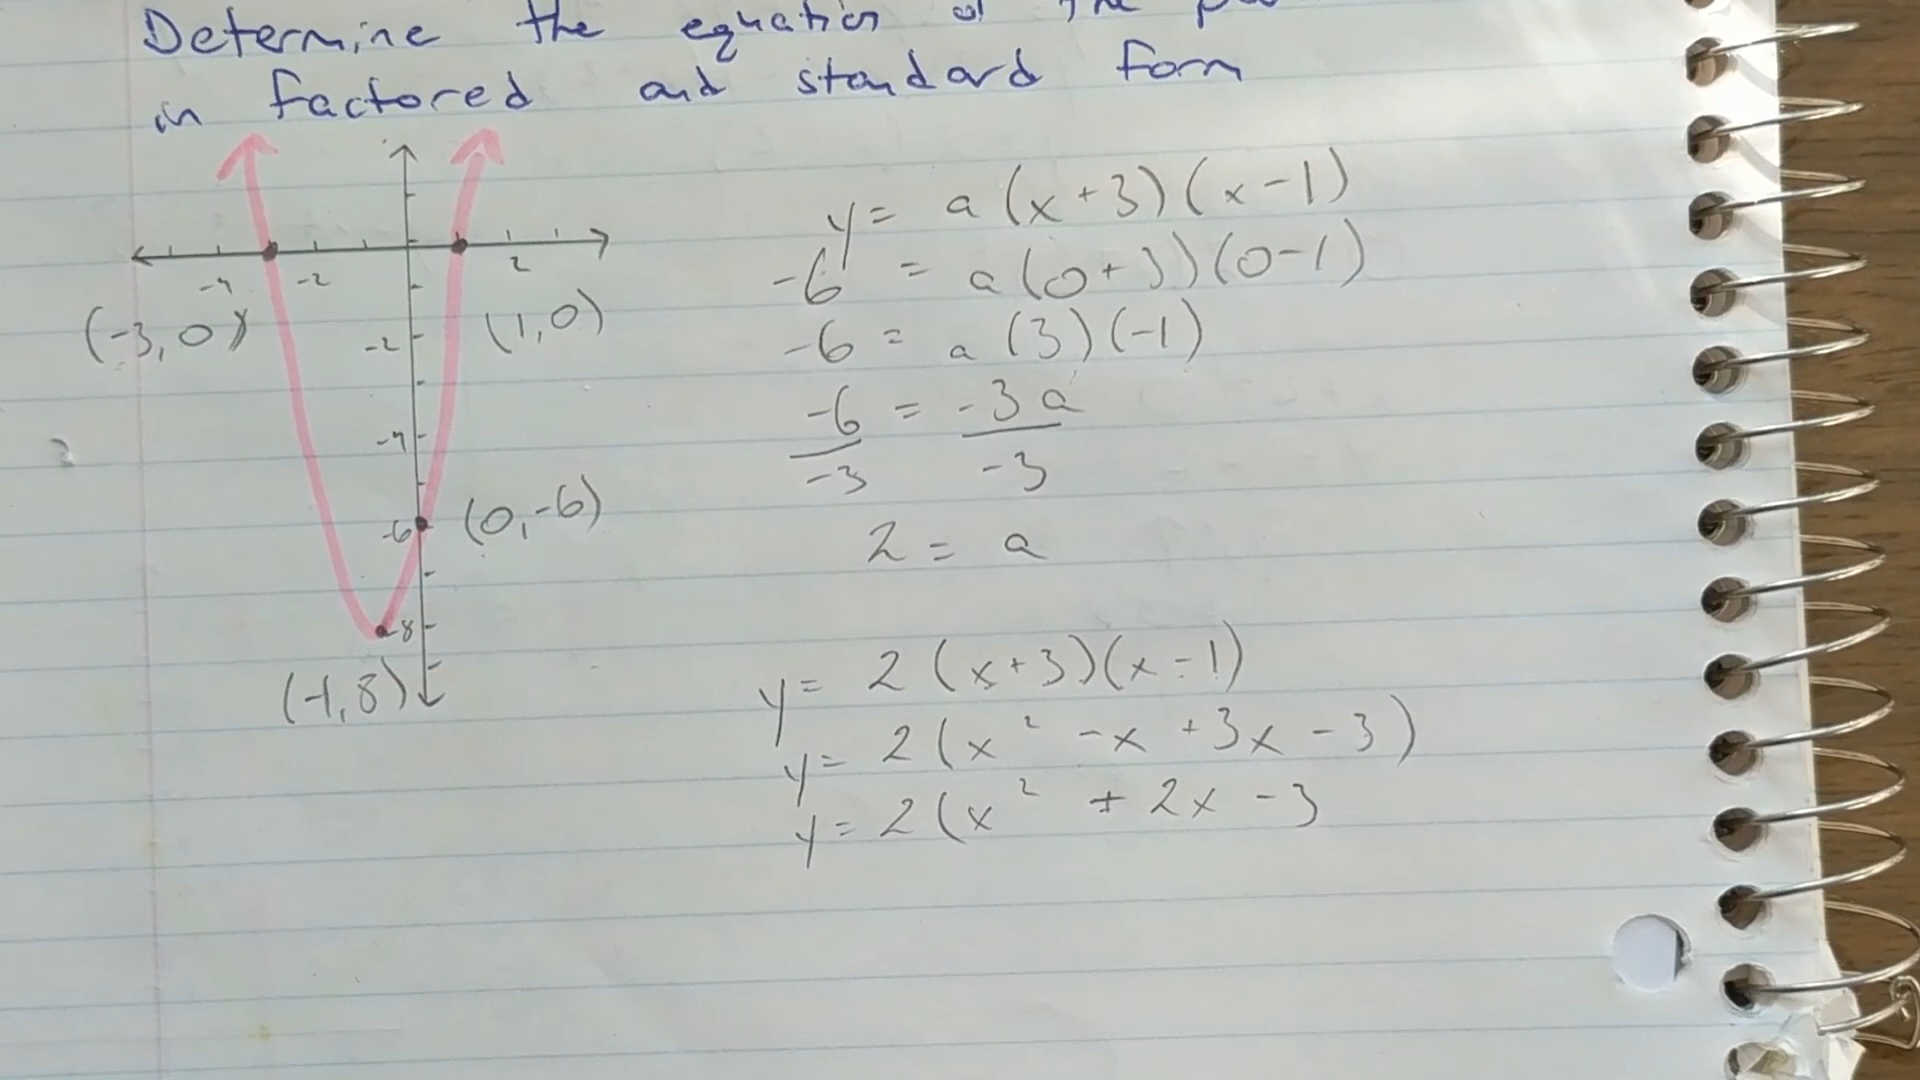 Determine the equation of the
in factored and standard form
-4 -2 2
(-3, 0) (1, 0)
-2
-4
-6 (0, -6)
-8
(-1, 8)
y = a (x + 3) (x - 1)
-6 = a (0 + 3) (0 - 1)
-6 = a (3) (-1)
-6 = -3a
-3 -3
2 = a
y = 2 (x + 3) (x - 1)
y = 2 (x² - x + 3x - 3)
y = 2 (x² + 2x - 3